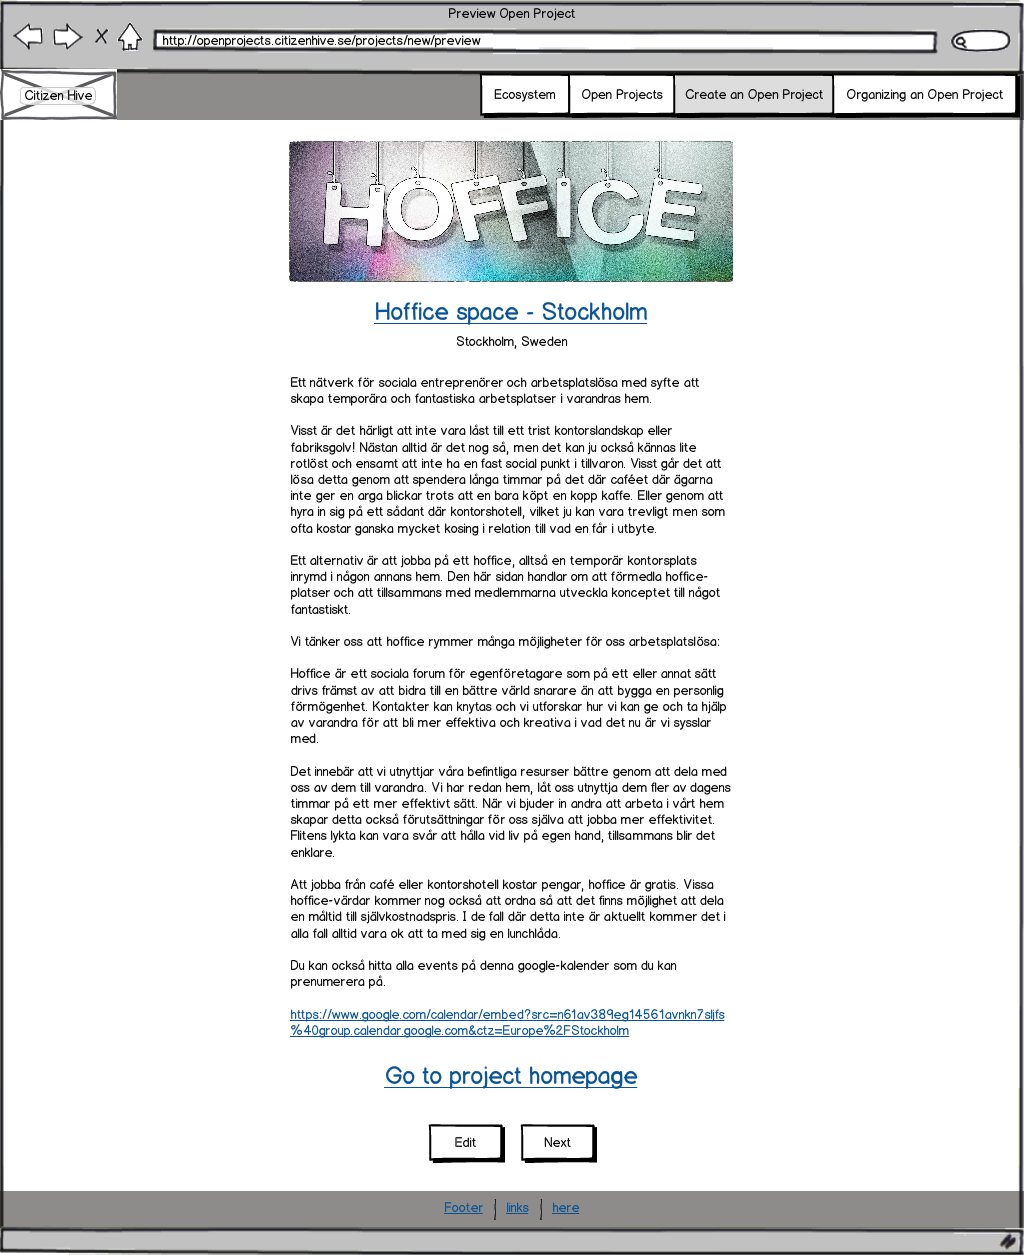 Preview Open Project
http://openprojects.citizenhive.se/projects/new/preview
Citizen Hive
Ecosystem
Open Projects
Create an Open Project
Organizing an Open Project
HOFFICE
Hoffice space - Stockholm
Stockholm, Sweden
Ett nätverk för sociala entreprenörer och arbetsplatslösa med syfte att
skapa temporära och fantastiska arbetsplatser i varandras hem.
Visst är det härligt att inte vara låst till ett trist kontorslandskap eller
fabriksgolv! Nästan alltid är det nog så, men det kan ju också kännas lite
rotlöst och ensamt att inte ha en fast social punkt i tillvaron. Visst går det att
lösa detta genom att spendera långa timmar på det där caféet där ägarna
inte ger en arga blickar trots att en bara köpt en kopp kaffe. Eller genom att
hyra in sig på ett sådant där kontorshotell, vilket ju kan vara trevligt men som
ofta kostar ganska mycket kosing i relation till vad en får i utbyte.
Ett alternativ är att jobba på ett hoffice, alltså en temporär kontorsplats
inrymd i någon annans hem. Den här sidan handlar om att förmedla hoffice-
platser och att tillsammans med medlemmarna utveckla konceptet till något
fantastiskt.
Vi tänker oss att hoffice rymmer många möjligheter för oss arbetsplatslösa:
Hoffice är ett sociala forum för egenföretagare som på ett eller annat sätt
drivs främst av att bidra till en bättre värld snarare än att bygga en personlig
förmögenhet. Kontakter kan knytas och vi utforskar hur vi kan ge och ta hjälp
av varandra för att bli mer effektiva och kreativa i vad det nu är vi sysslar
med.
Det innebär att vi utnyttjar våra befintliga resurser bättre genom att dela med
oss av dem till varandra. Vi har redan hem, låt oss utnyttja dem fler av dagens
timmar på ett mer effektivt sätt. När vi bjuder in andra att arbeta i vårt hem
skapar detta också förutsättningar för oss själva att jobba mer effektivitet.
Flitens lykta kan vara svår att hålla vid liv på egen hand, tillsammans blir det
enklare.
Att jobba från café eller kontorshotell kostar pengar, hoffice är gratis. Vissa
hoffice-värdar kommer nog också att ordna så att det finns möjlighet att dela
en måltid till självkostnadspris. I de fall där detta inte är aktuellt kommer det i
alla fall alltid vara ok att ta med sig en lunchlåda.
Du kan också hitta alla events på denna google-kalender som du kan
prenumerera på.
https://www.google.com/calendar/embed?src=n61av389eg14561avnkn7sljfs
%40group.calendar.google.com&ctz=Europe%2FStockholm
Go to project homepage
Edit
Next
Footer
links
here